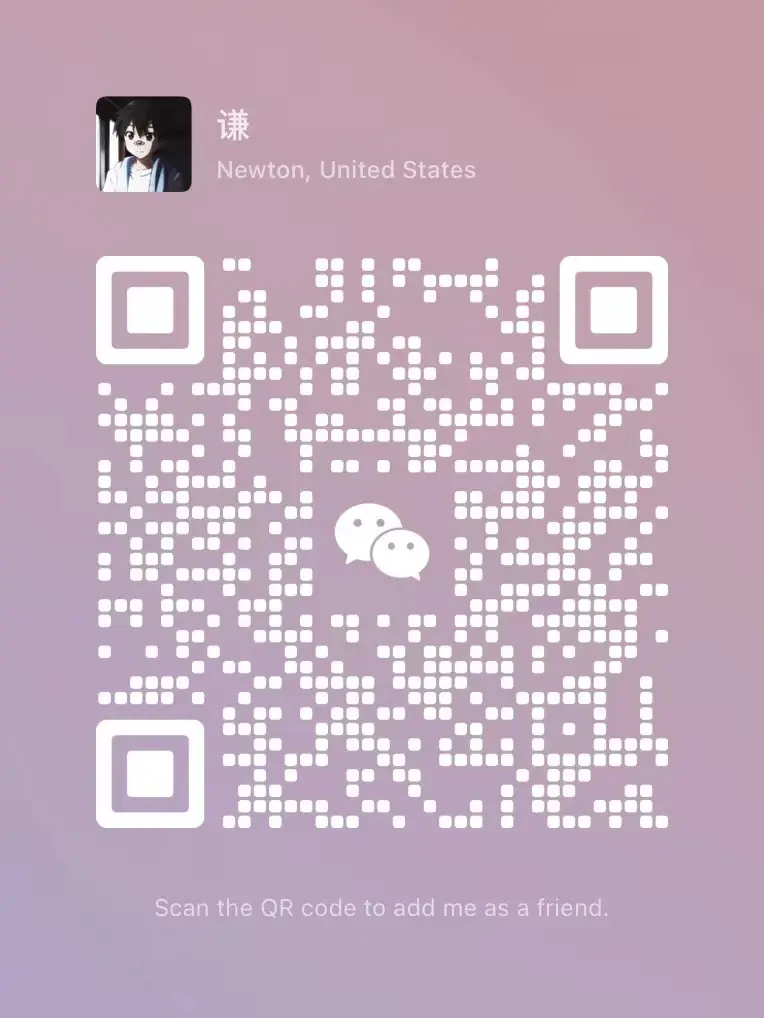 谦
Newton, United States
Scan the QR code to add me as a friend.